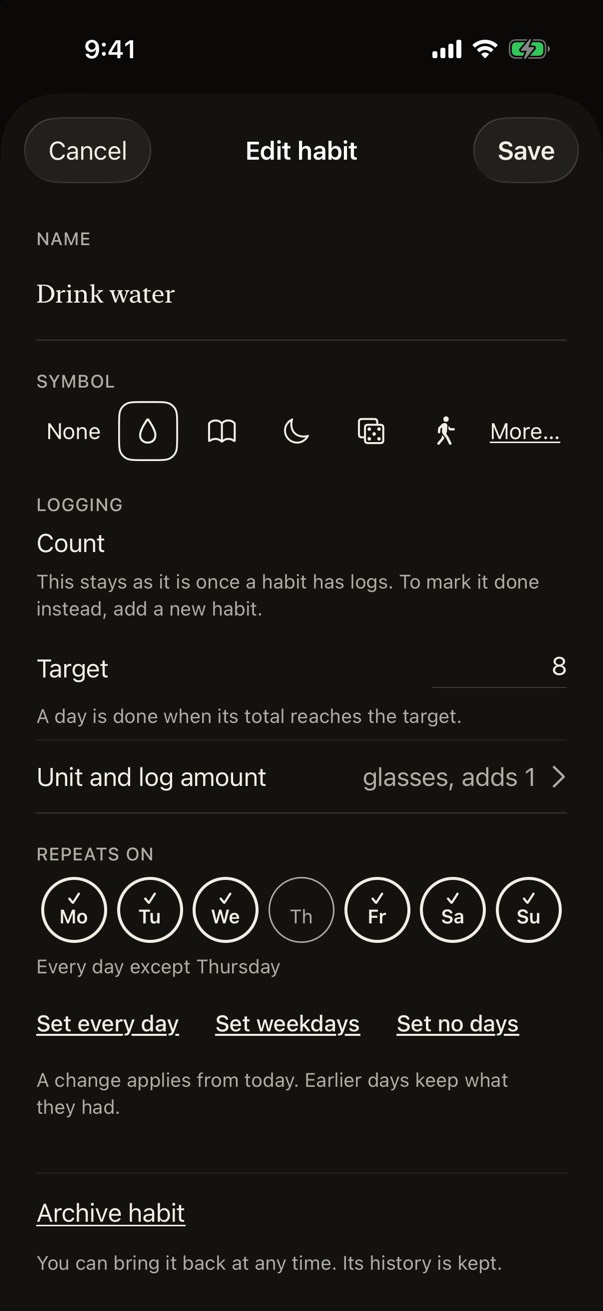 9:41
Cancel Edit habit Save
NAME
Drink water
SYMBOL
None More...
LOGGING
Count
This stays as it is once a habit has logs. To mark it done
instead, add a new habit.
Target 8
A day is done when its total reaches the target.
Unit and log amount glasses, adds 1
REPEATS ON
Mo Tu We Th Fr Sa Su
Every day except Thursday
Set every day Set weekdays Set no days
A change applies from today. Earlier days keep what
they had.
Archive habit
You can bring it back at any time. Its history is kept.